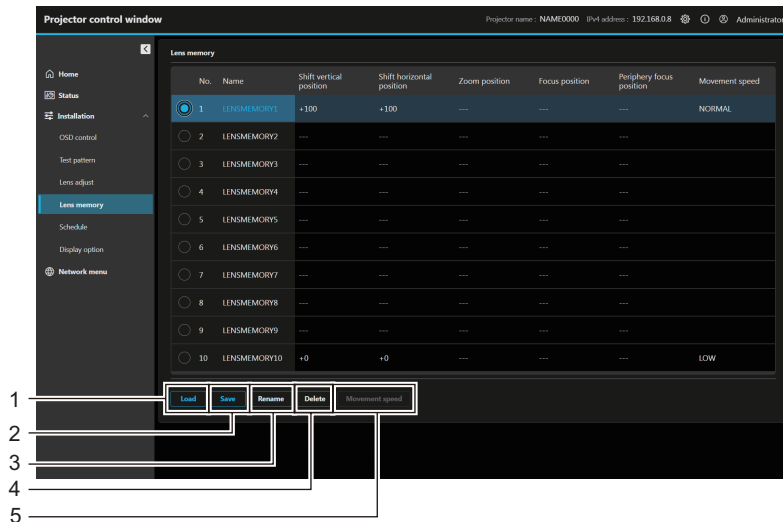 Projector control window Projector name : NAME0000 IPv4 address : 192.168.0.8 Administrator
Home
Status
Installation
OSD control
Test pattern
Lens adjust
Lens memory
Schedule
Display option
Network menu
Lens memory
No. Name Shift vertical position Shift horizontal position Zoom position Focus position Periphery focus position Movement speed
1 LENSMEMORY1 +100 +100 --- --- --- NORMAL
2 LENSMEMORY2 --- --- --- --- ---
3 LENSMEMORY3 --- --- --- --- ---
4 LENSMEMORY4 --- --- --- --- ---
5 LENSMEMORY5 --- --- --- --- ---
6 LENSMEMORY6 --- --- --- --- ---
7 LENSMEMORY7 --- --- --- --- ---
8 LENSMEMORY8 --- --- --- --- ---
9 LENSMEMORY9 --- --- --- --- ---
10 LENSMEMORY10 +0 +0 --- --- --- LOW
Load Save Rename Delete Movement speed
1
2
3
4
5